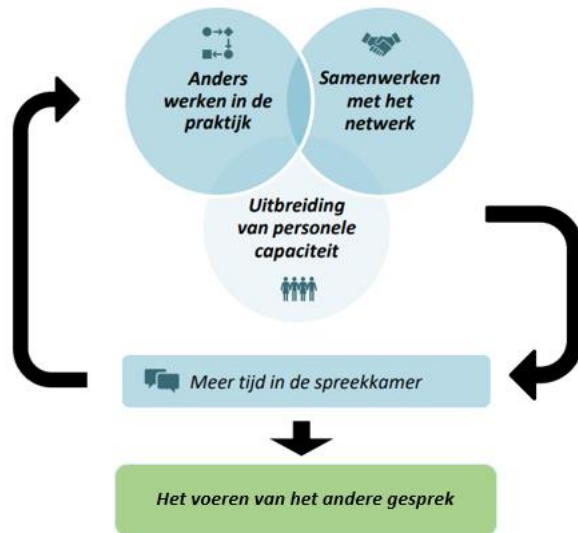 Anders
werken in de
praktijk
Samenwerken
met het
netwerk
Uitbreiding
van personele
capaciteit
Meer tijd in de spreekkamer
Het voeren van het andere gesprek